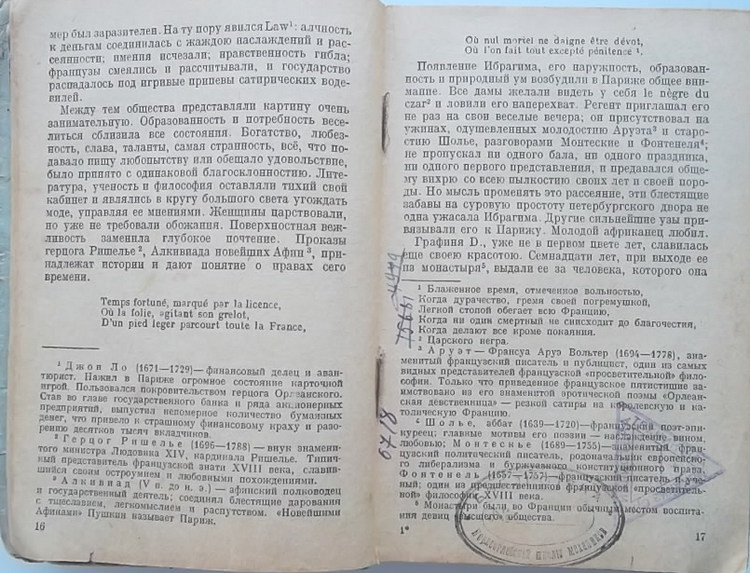 мер был заразителен. На ту пору явился Law¹: алчность
к деньгам соединилась с жаждою наслаждений и рас-
сеянности; имения исчезали; нравственность гибла;
французы смеялись и рассчитывали, и государство
распадалось под игривые припевы сатирических воде-
вилей.
Между тем общества представляли картину очень
занимательную. Образованность и потребность весе-
литься сблизила все состояния. Богатство, любез-
ность, слава, таланты, самая странность, всё, что по-
давало пищу любопытству или обещало удовольствие,
было принято с одинаковой благосклонностию. Лите-
ратура, ученость и философия оставляли тихий свой
кабинет и являлись в кругу большого света угождать
моде, управляя ее мнениями. Женщины царствовали,
но уже не требовали обожания. Поверхностная веж-
ливость заменила глубокое почтение. Проказы
герцога Ришелье², Алкивиада новейших Афин³, при-
надлежат истории и дают понятие о нравах сего
времени.
Temps fortuné, marqué par la licence,
Où la folie, agitant son grelot,
D'un pied leger parcourt toute la France,
¹ Джон Ло (1671—1729)—финансовый делец и аван-
тюрист. Нажил в Париже огромное состояние карточной
игрой. Пользовался покровительством герцога Орлеанского.
Став во главе государственного банка и ряда акционерных
предприятий, выпустил непомерное количество бумажных
денег, что привело к страшному финансовому краху и разо-
рению десятков тысяч вкладчиков.
² Герцог Ришелье (1696—1788) — внук знамени-
того министра Людовика XIV, кардинала Ришелье. Типич-
ный представитель французской знати XVIII века, славив-
шийся своим остроумием и любовными похождениями.
³ Алкивиад (V в. до н. э.) — афинский полководец
и государственный деятель; соединял блестящие дарования
с тщеславием, легкомыслием и распутством. «Новейшими
Афинами» Пушкин называет Париж.
16
Où nul mortel ne daigne être dévot,
Où l'on fait tout excepté pénitence ¹.
Появление Ибрагима, его наружность, образован-
ность и природный ум возбудили в Париже общее вни-
мание. Все дамы желали видеть у себя le nègre du
czar² и ловили его наперехват. Регент приглашал его
не раз на свои веселые вечера; он присутствовал на
ужинах, одушевленных молодостию Аруэта³ и старо-
стию Шолье, разговорами Монтеские и Фонтенеля⁴;
не пропускал ни одного бала, ни одного праздника,
ни одного первого представления, и предавался обще-
му вихрю со всею пылкостию своих лет и своей поро-
ды. Но мысль променять это рассеяние, эти блестящие
забавы на суровую простоту петербургского двора не
одна ужасала Ибрагима. Другие сильнейшие узы при-
вязывали его к Парижу. Молодой африканец любил.
Графиня D., уже не в первом цвете лет, славилась
еще своею красотою. Семнадцати лет, при выходе ее
из монастыря⁵, выдали ее за человека, которого она
¹ Блаженное время, отмеченное вольностью,
Когда дурачество, гремя своей погремушкой,
Легкой стопой обегает всю Францию,
Когда ни один смертный не снисходит до благочестия,
Когда делают все кроме покаяния.
² Царского негра.
³ Аруэт—Франсуа Аруэ Вольтер (1694—1778), зна-
менитый французский писатель и публицист, один из самых
видных представителей французской «просветительной» фило-
софии. Только что приведенное французское пятистишие за-
имствовано из его знаменитой эротической поэмы «Орлеан-
ская девственница» — резкой сатиры на королевскую и ка-
толическую Францию.
⁴ Шолье, аббат (1639—1720)—французский поэт-эпи-
куреец; главные мотивы его поэзии — наслаждение вином,
любовью; Монтескье (1689—1755)—знаменитый фран-
цузский политический писатель, родоначальник европейско-
го либерализма и буржуазного конституционного права.
Фонтенель (1657—1757)—французский писатель и уче-
ный; один из предшественников французской «просветитель-
ной» философии XVIII века.
⁵ Монастыри были во Франции обычным местом воспита-
ния девиц «высшего» общества.
1*
17
6718